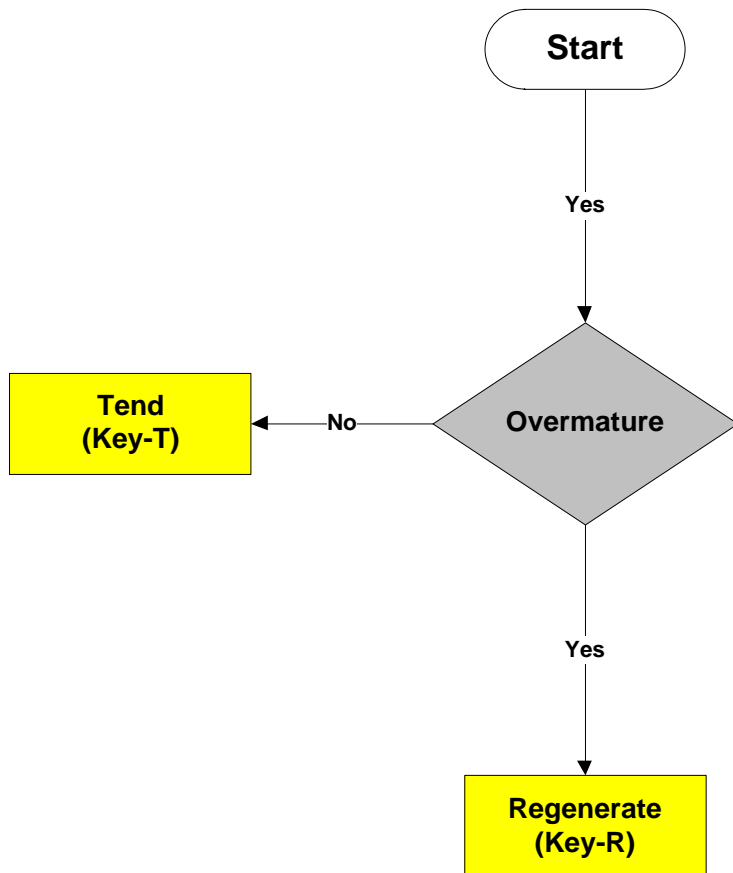 Start
Yes
Overmature
No
Tend
(Key-T)
Yes
Regenerate
(Key-R)